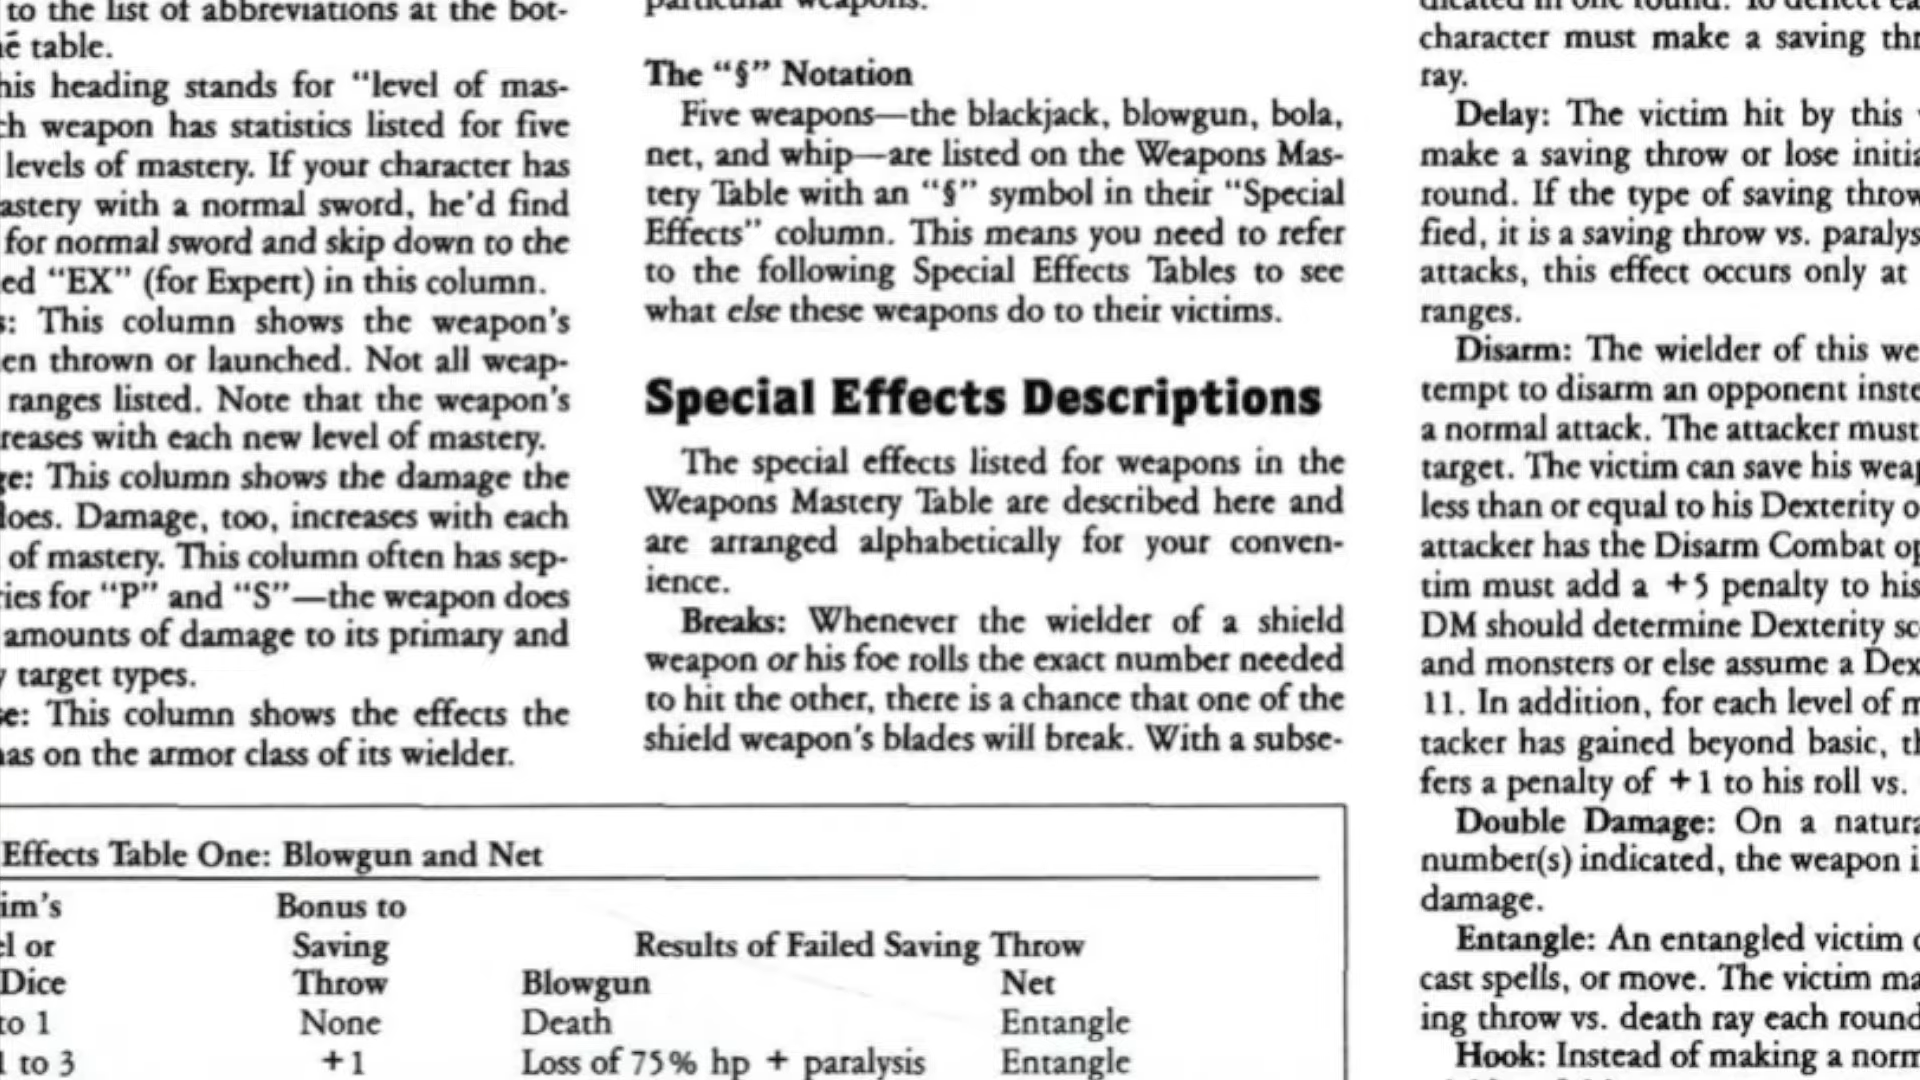 to the list of abbreviations at the bot-
table.
his heading stands for “level of mas-
weapon has statistics listed for five
levels of mastery. If your character has
astery with a normal sword, he’d find
for normal sword and skip down to the
ed “EX” (for Expert) in this column.
s: This column shows the weapon’s
en thrown or launched. Not all weap-
ranges listed. Note that the weapon’s
reases with each new level of mastery.
ge: This column shows the damage the
loes. Damage, too, increases with each
of mastery. This column often has sep-
ries for “P” and “S”—the weapon does
amounts of damage to its primary and
y target types.
se: This column shows the effects the
has on the armor class of its wielder.
particular weapons.
The “§” Notation
Five weapons—the blackjack, blowgun, bola,
net, and whip—are listed on the Weapons Mas-
tery Table with an “§” symbol in their “Special
Effects” column. This means you need to refer
to the following Special Effects Tables to see
what else these weapons do to their victims.
Special Effects Descriptions
The special effects listed for weapons in the
Weapons Mastery Table are described here and
are arranged alphabetically for your conven-
ience.
Breaks: Whenever the wielder of a shield
weapon or his foe rolls the exact number needed
to hit the other, there is a chance that one of the
shield weapon’s blades will break. With a subse-
Effects Table One: Blowgun and Net
im’s Bonus to
el or Saving Results of Failed Saving Throw
Dice Throw Blowgun Net
to 1 None Death Entangle
1 to 3 +1 Loss of 75% hp + paralysis Entangle
dicated in one round. To deflect
character must make a saving thr
ray.
Delay: The victim hit by this
make a saving throw or lose initia
round. If the type of saving throw
fied, it is a saving throw vs. paralys
attacks, this effect occurs only at
ranges.
Disarm: The wielder of this we
tempt to disarm an opponent inste
a normal attack. The attacker must
target. The victim can save his weap
less than or equal to his Dexterity o
attacker has the Disarm Combat op
tim must add a +5 penalty to his
DM should determine Dexterity sc
and monsters or else assume a Dex
11. In addition, for each level of m
tacker has gained beyond basic, th
fers a penalty of +1 to his roll vs.
Double Damage: On a natura
number(s) indicated, the weapon i
damage.
Entangle: An entangled victim c
cast spells, or move. The victim ma
ing throw vs. death ray each round
Hook: Instead of making a norm